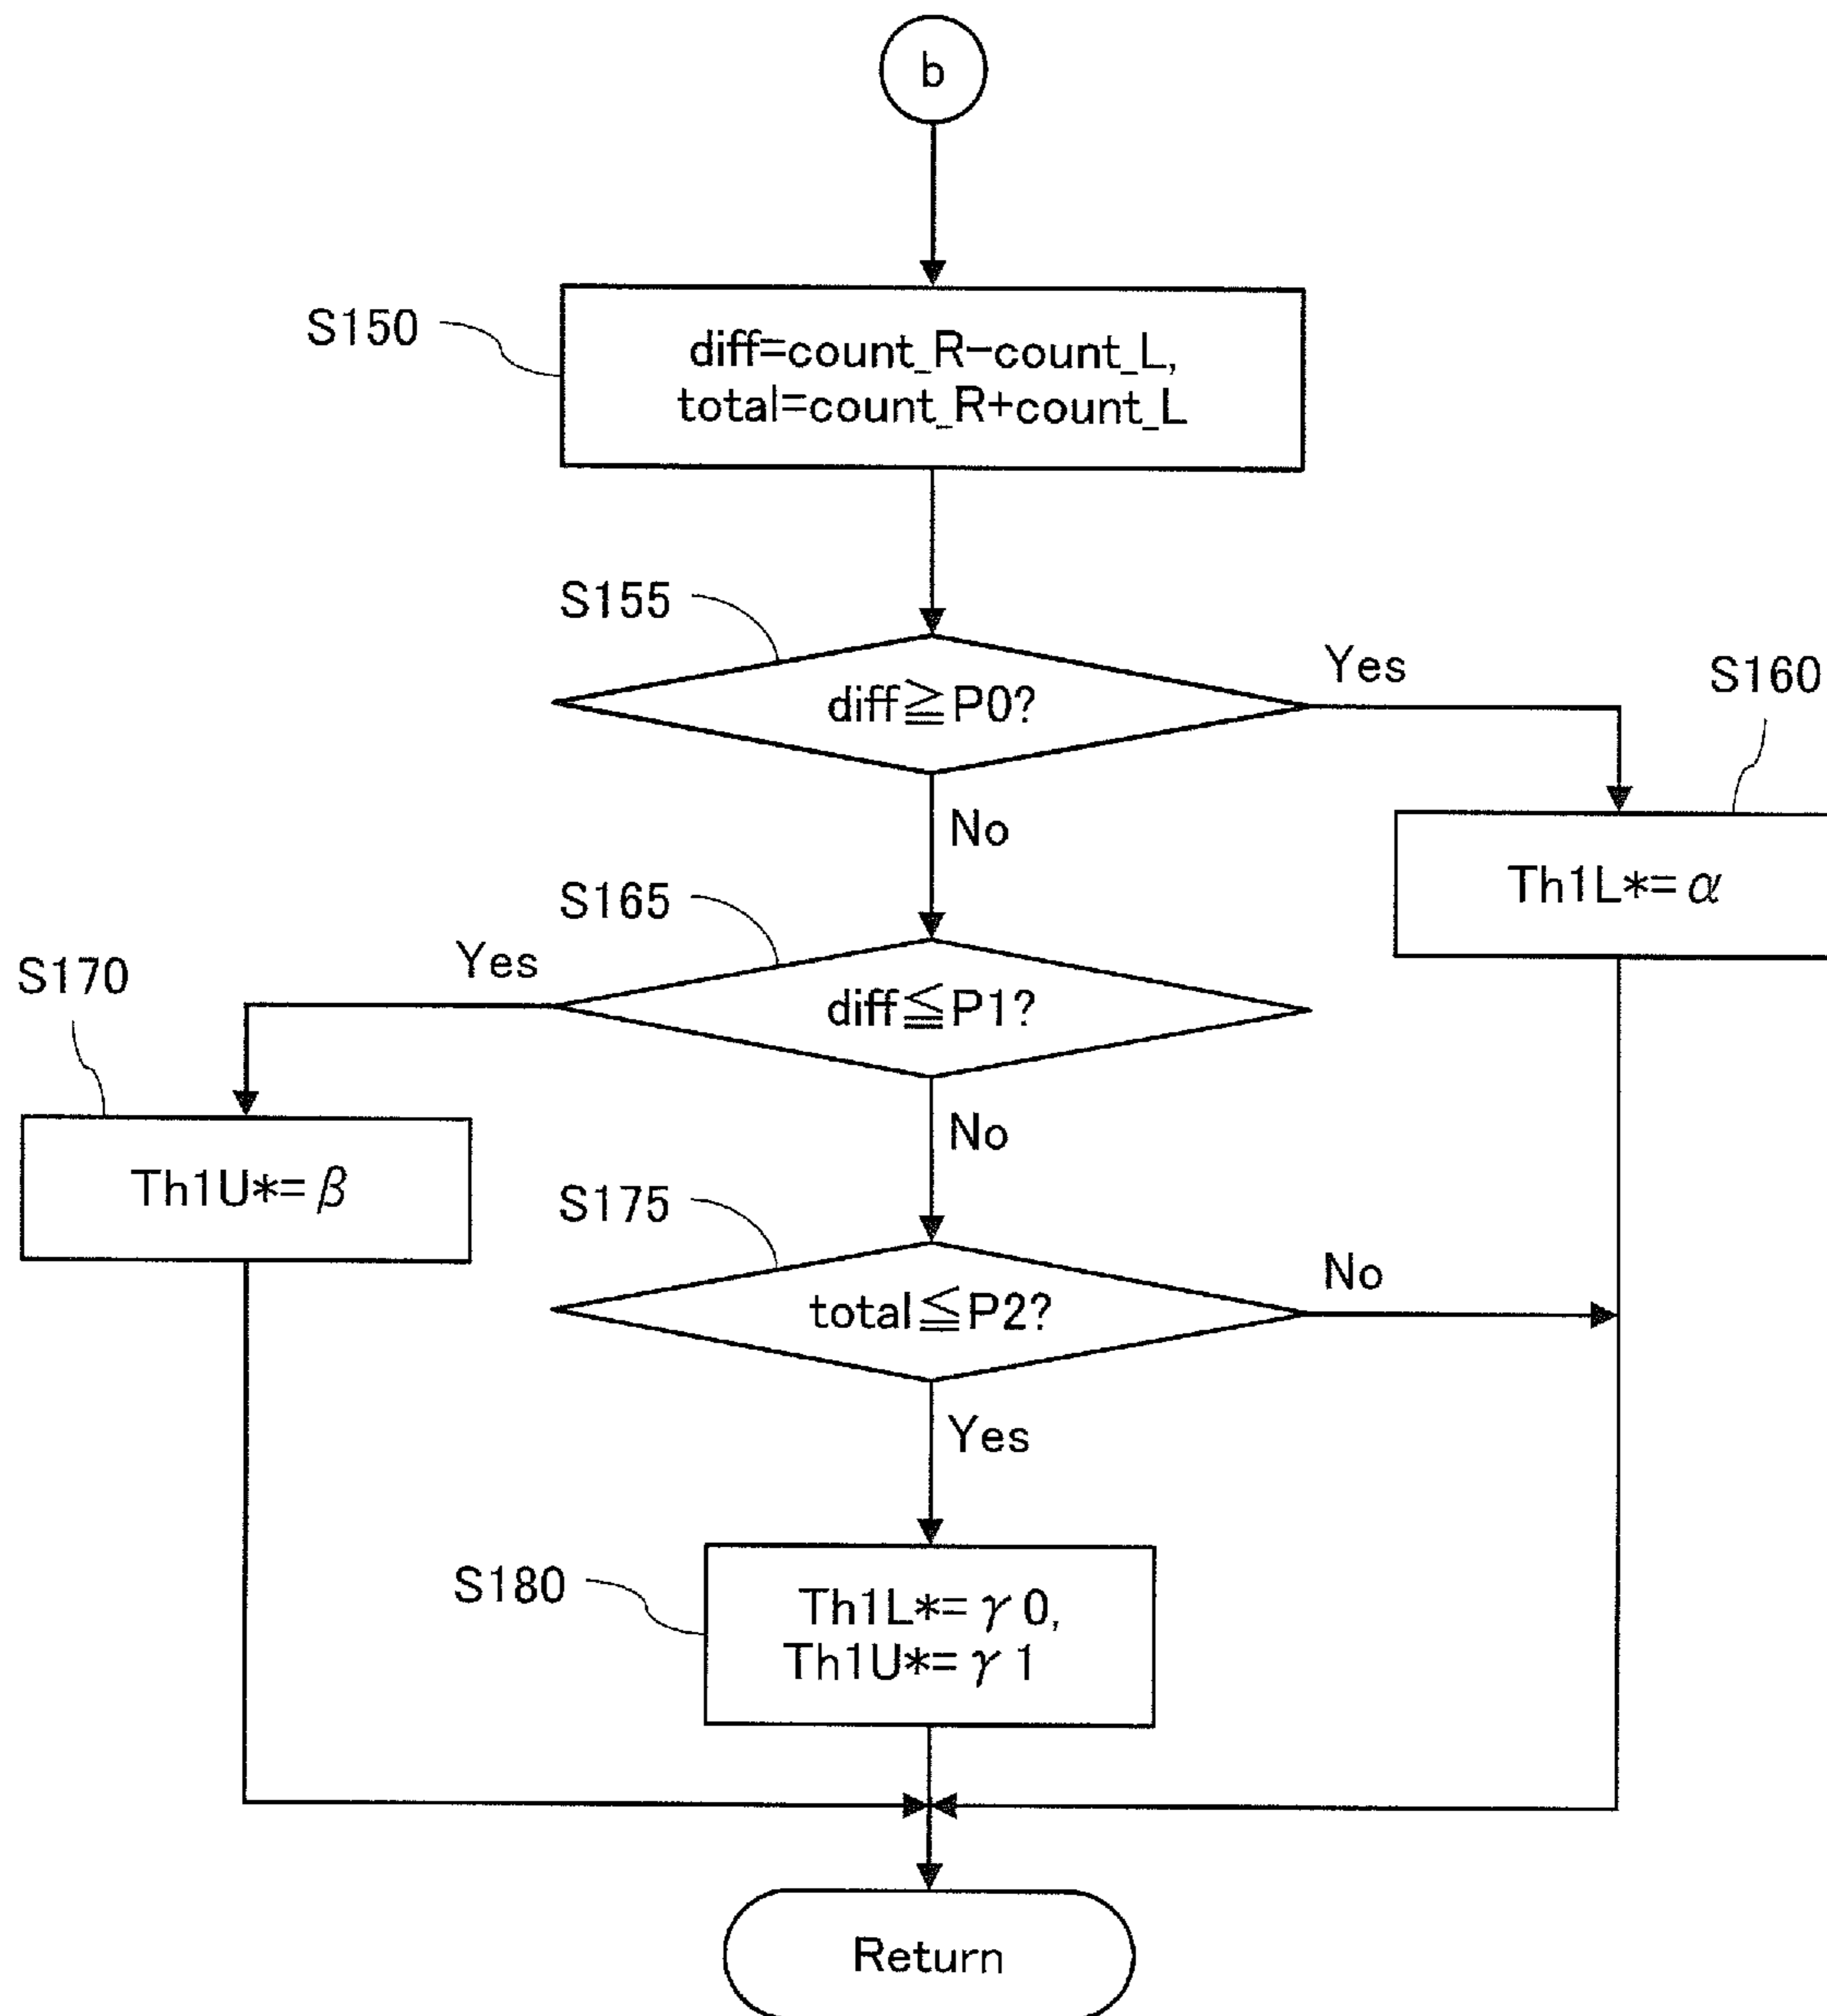 b
S150
diff=count_R-count_L,
total=count_R+count_L
S155
diff≧P0?
Yes
S160
Th1L*=α
No
S165
diff≦P1?
Yes
S170
Th1U*=β
No
S175
total≦P2?
No
Yes
S180
Th1L*=γ0,
Th1U*=γ1
Return